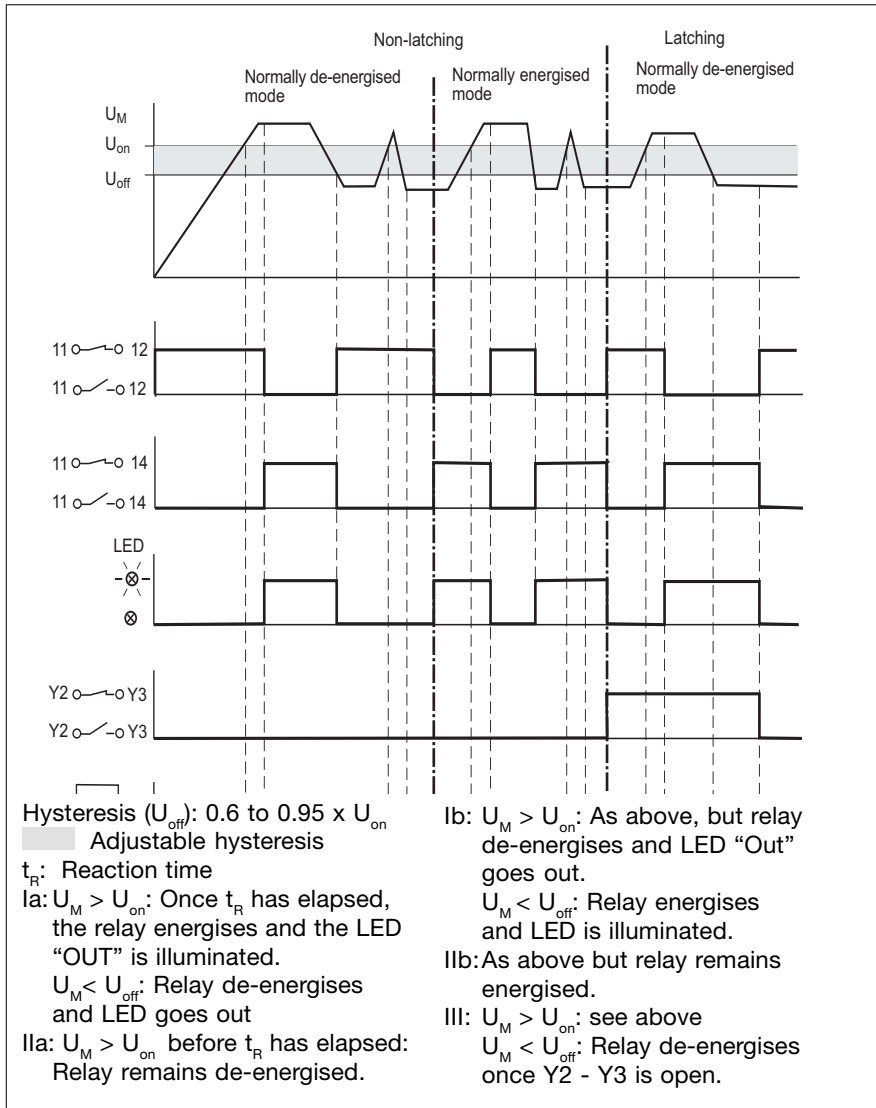 Non-latching
Latching
Normally de-energised
mode
Normally energised
mode
Normally de-energised
mode
U_M
U_on
U_off
11 12
11 12
11 14
11 14
LED
Y2 Y3
Y2 Y3
Hysteresis (U_off): 0.6 to 0.95 x U_on
Adjustable hysteresis
t_R: Reaction time
Ia: U_M > U_on: Once t_R has elapsed,
the relay energises and the LED
“OUT” is illuminated.
U_M < U_off: Relay de-energises
and LED goes out
IIa: U_M > U_on before t_R has elapsed:
Relay remains de-energised.
Ib: U_M > U_on: As above, but relay
de-energises and LED “Out”
goes out.
U_M < U_off: Relay energises
and LED is illuminated.
IIb: As above but relay remains
energised.
III: U_M > U_on: see above
U_M < U_off: Relay de-energises
once Y2 - Y3 is open.